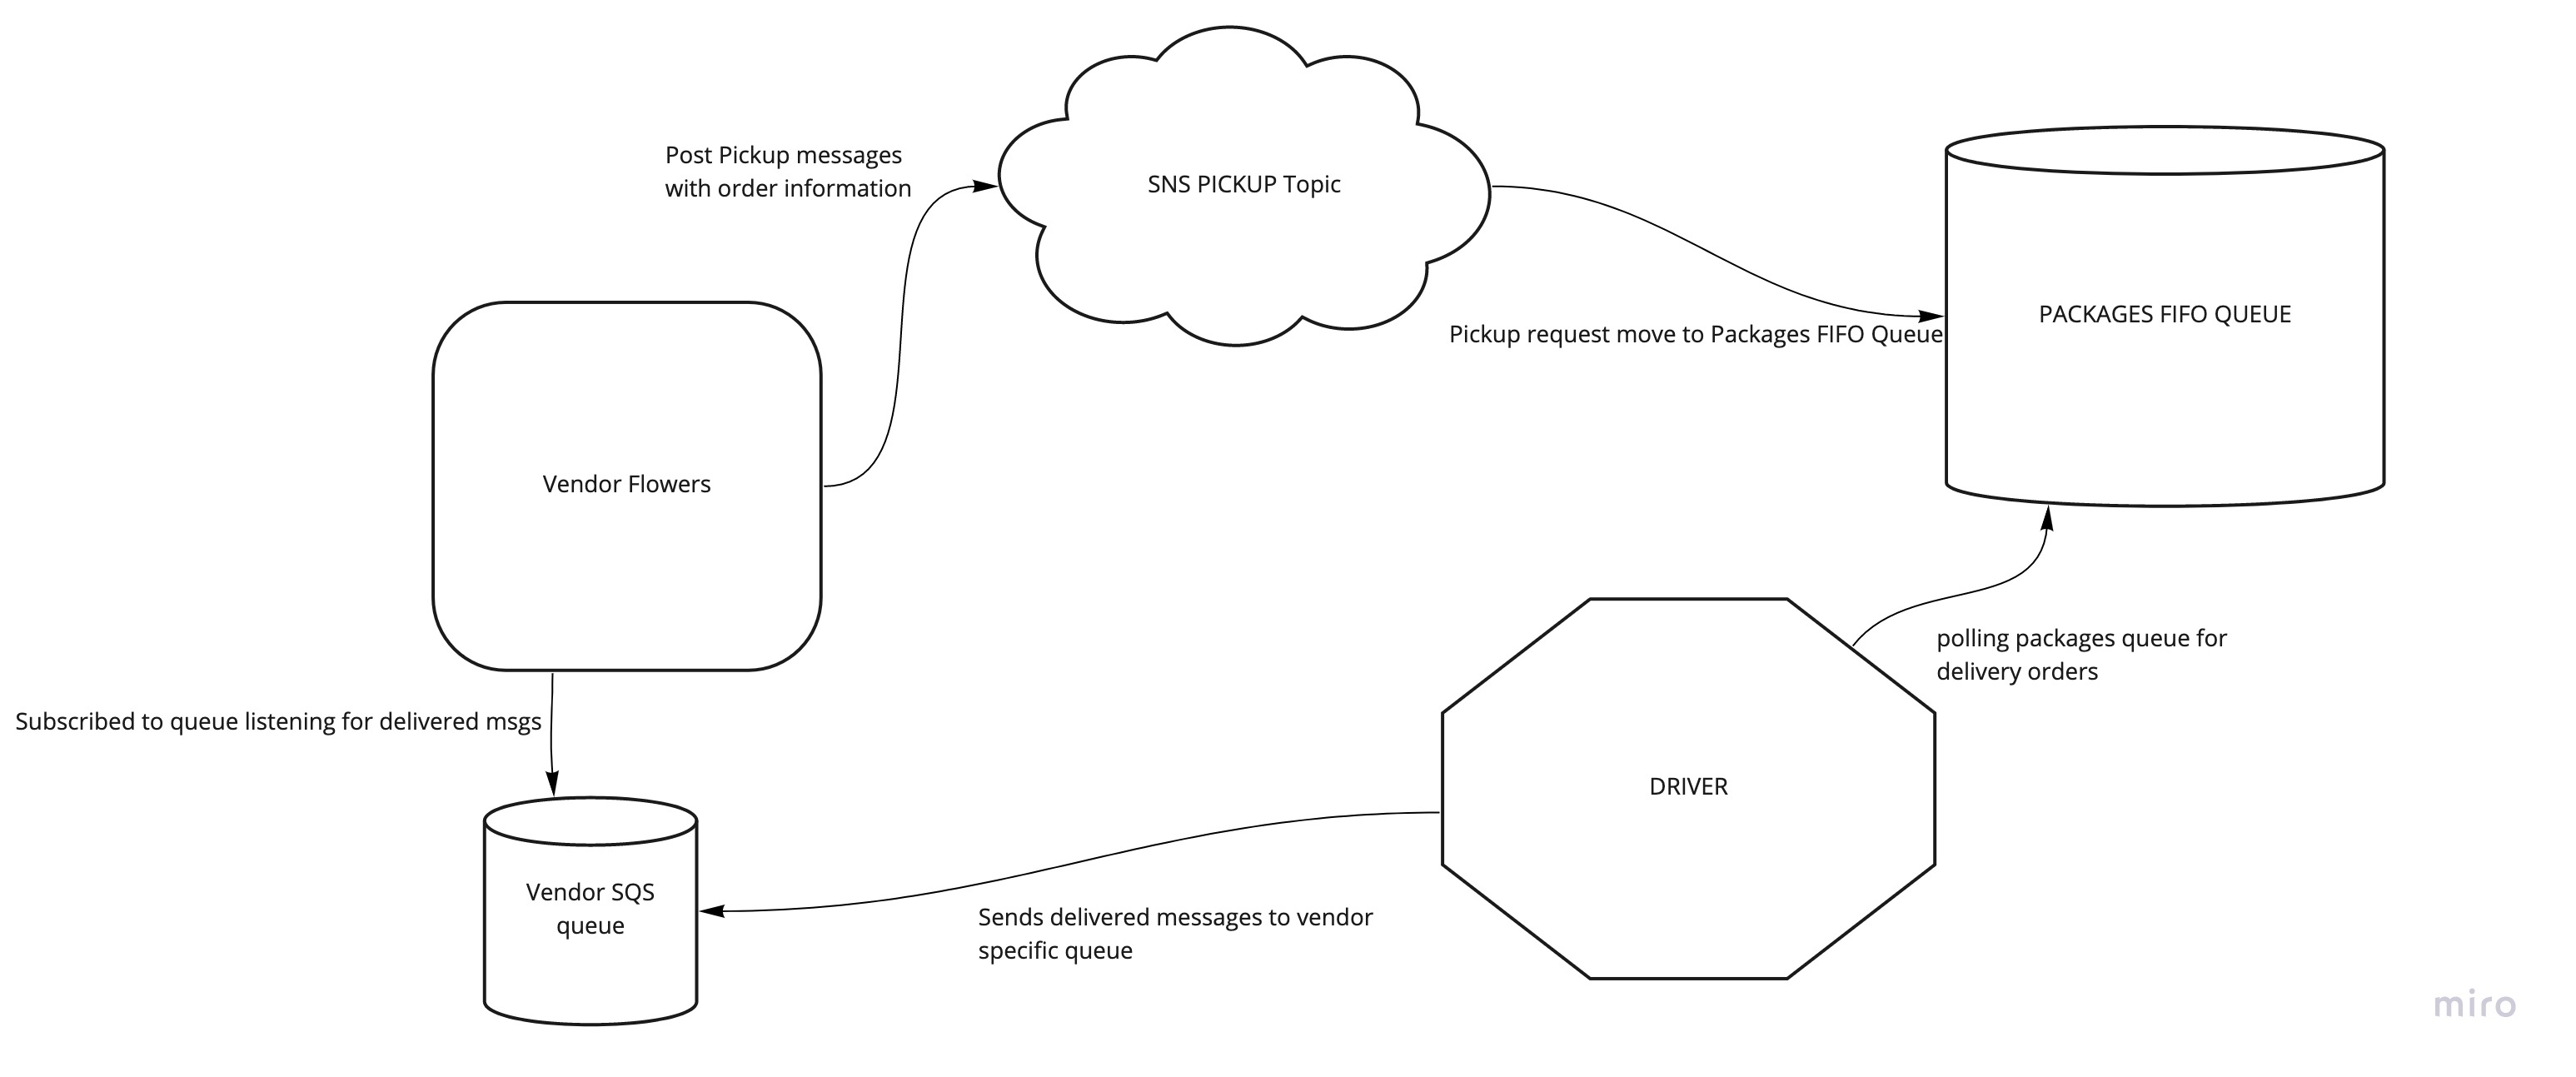 Post Pickup messages
with order information
SNS PICKUP Topic
PACKAGES FIFO QUEUE
Pickup request move to Packages FIFO Queue
Vendor Flowers
polling packages queue for
delivery orders
Subscribed to queue listening for delivered msgs
DRIVER
Vendor SQS
queue
Sends delivered messages to vendor
specific queue
miro